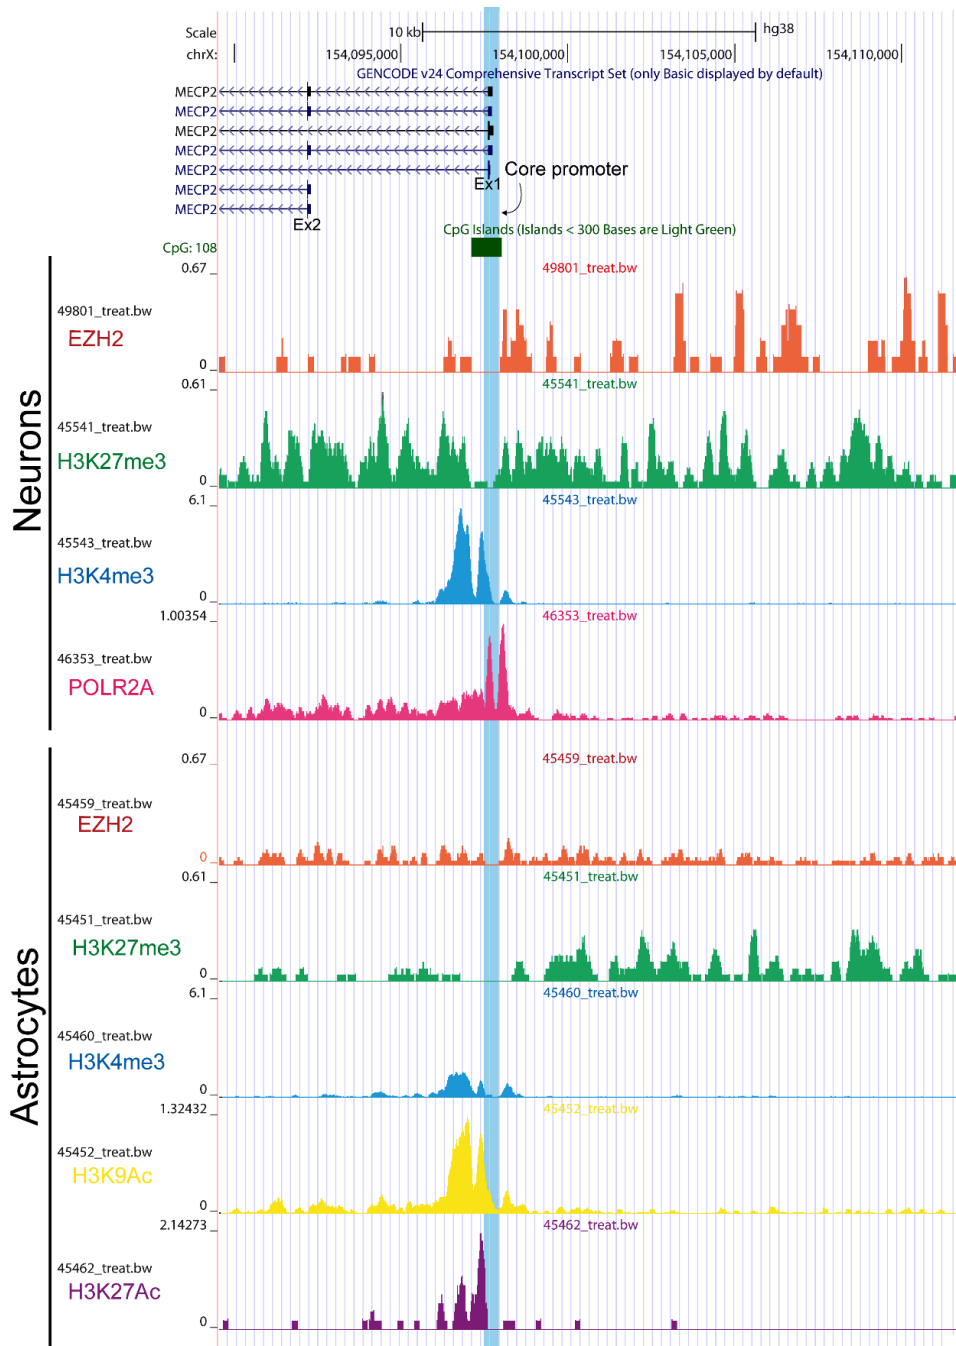 Scale 10 kb hg38
chrX: 154,095,000 154,100,000 154,105,000 154,110,000
GENCODE v24 Comprehensive Transcript Set (only Basic displayed by default)
MECP2
MECP2
MECP2
MECP2
MECP2
Core promoter
Ex1
MECP2
MECP2
Ex2
CpG Islands (Islands < 300 Bases are Light Green)
CpG: 108
Neurons
0.67
49801_treat.bw
49801_treat.bw
EZH2
0
0.61
45541_treat.bw
45541_treat.bw
H3K27me3
0
6.1
45543_treat.bw
45543_treat.bw
H3K4me3
0
1.00354
46353_treat.bw
46353_treat.bw
POLR2A
0
Astrocytes
0.67
45459_treat.bw
45459_treat.bw
EZH2
0
0.61
45451_treat.bw
45451_treat.bw
H3K27me3
0
6.1
45460_treat.bw
45460_treat.bw
H3K4me3
0
1.32432
45452_treat.bw
45452_treat.bw
H3K9Ac
0
2.14273
45462_treat.bw
45462_treat.bw
H3K27Ac
0